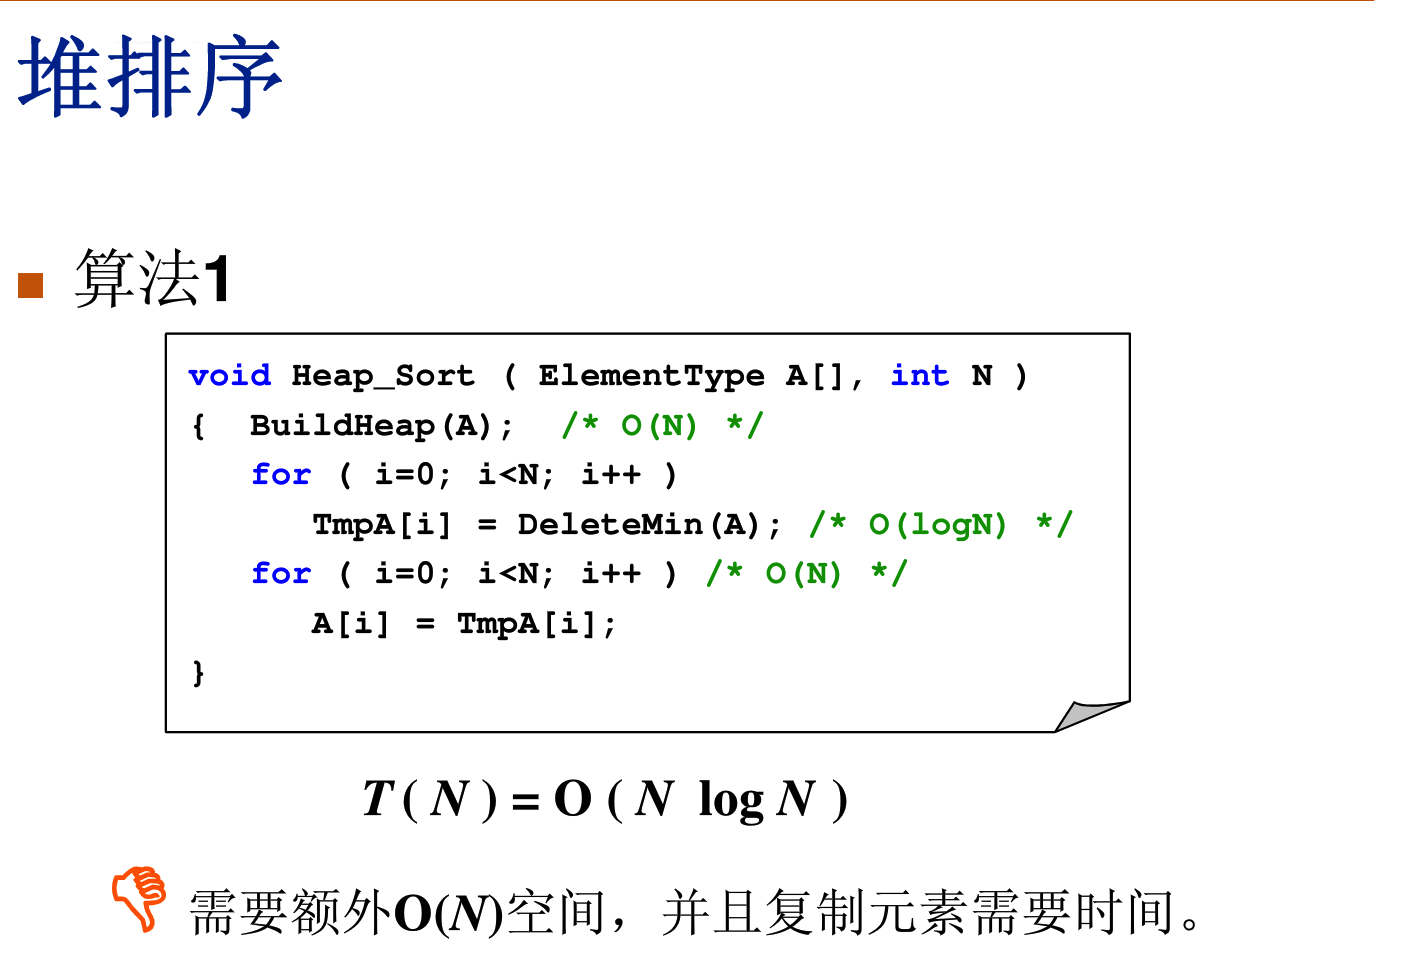 堆排序
算法1
void Heap_Sort ( ElementType A[], int N )
{ BuildHeap(A); /* O(N) */
for ( i=0; i<N; i++ )
TmpA[i] = DeleteMin(A); /* O(logN) */
for ( i=0; i<N; i++ ) /* O(N) */
A[i] = TmpA[i];
}
T ( N ) = O ( N log N )
需要额外O(N)空间，并且复制元素需要时间。